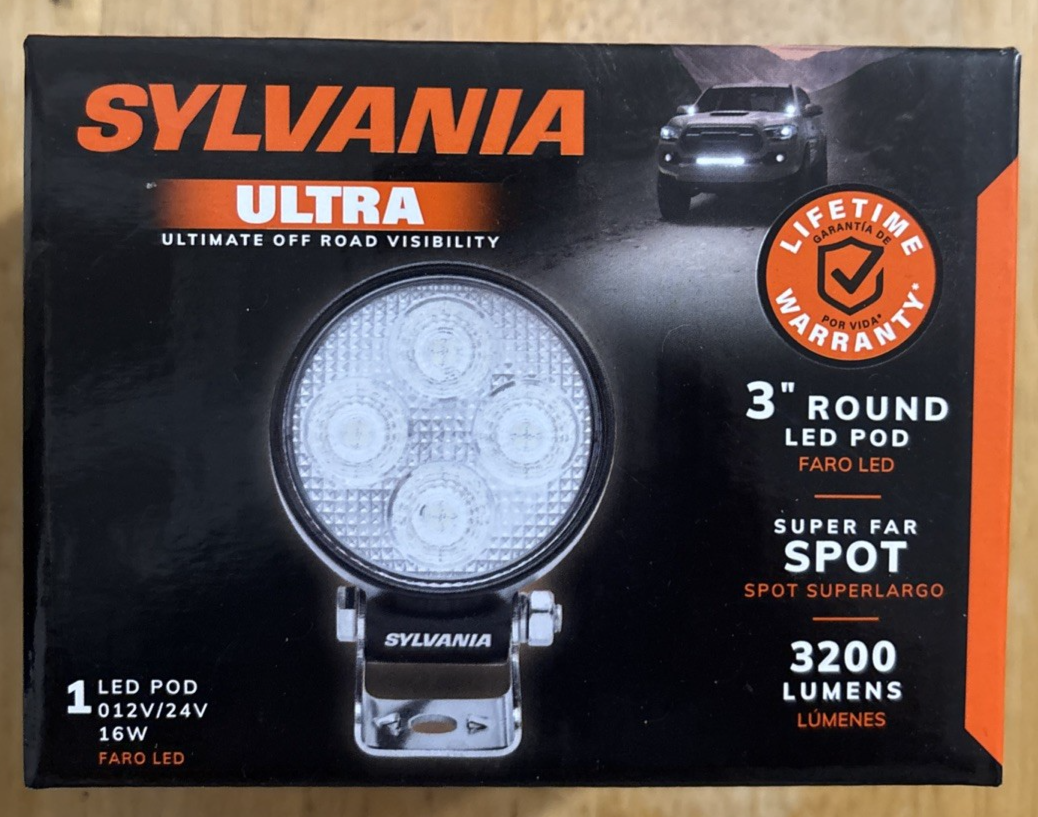 SYLVANIA
ULTRA
ULTIMATE OFF ROAD VISIBILITY
LIFETIME
GARANTÍA DE
POR VIDA*
WARRANTY*
3" ROUND
LED POD
FARO LED
SUPER FAR
SPOT
SPOT SUPERLARGO
3200
LUMENS
LÚMENES
SYLVANIA
1 LED POD
012V/24V
16W
FARO LED